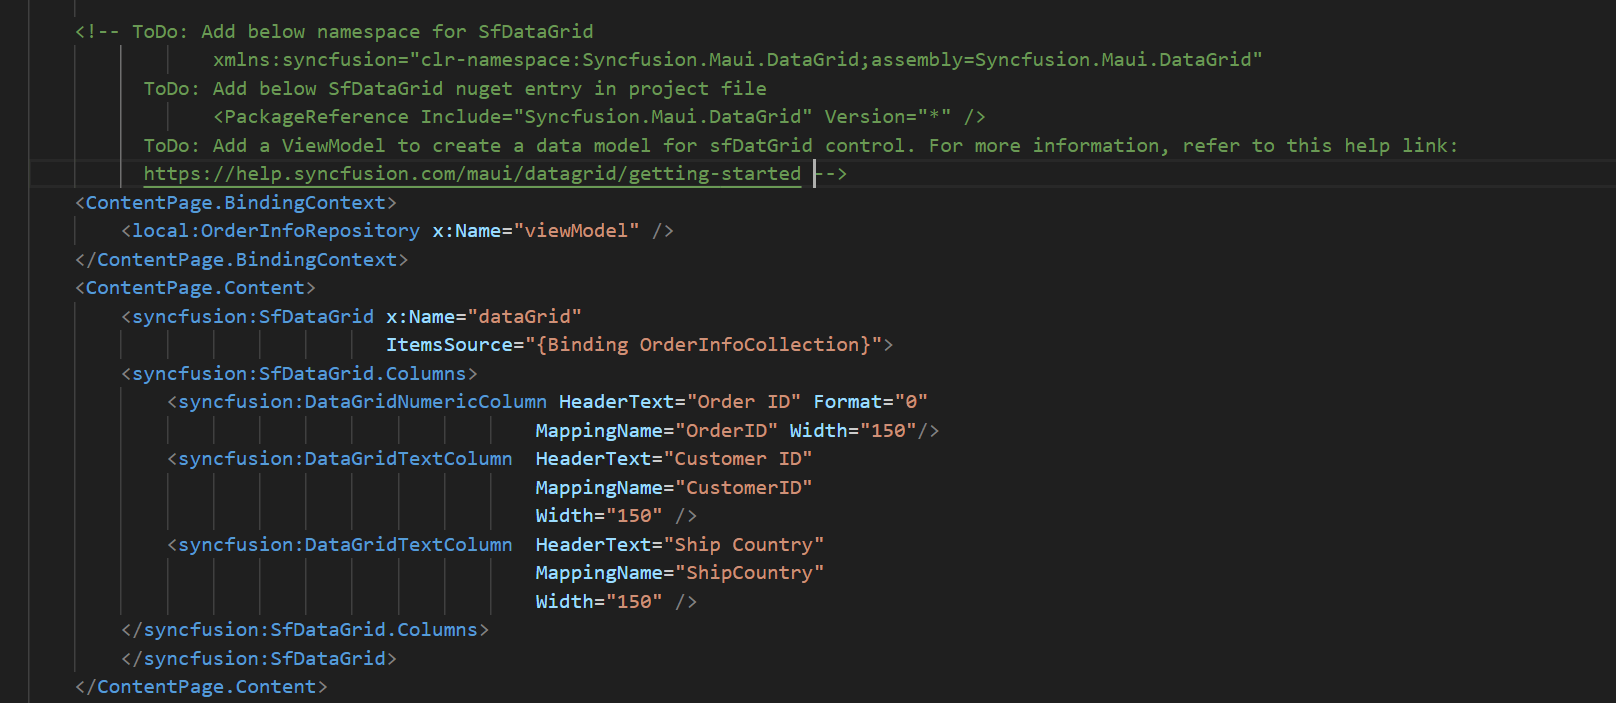 <!-- ToDo: Add below namespace for SfDataGrid
xmlns:syncfusion="clr-namespace:Syncfusion.Maui.DataGrid;assembly=Syncfusion.Maui.DataGrid"
ToDo: Add below SfDataGrid nuget entry in project file
<PackageReference Include="Syncfusion.Maui.DataGrid" Version="*" />
ToDo: Add a ViewModel to create a data model for sfDatGrid control. For more information, refer to this help link:
https://help.syncfusion.com/maui/datagrid/getting-started -->
<ContentPage.BindingContext>
<local:OrderInfoRepository x:Name="viewModel" />
</ContentPage.BindingContext>
<ContentPage.Content>
<syncfusion:SfDataGrid x:Name="dataGrid"
ItemsSource="{Binding OrderInfoCollection}">
<syncfusion:SfDataGrid.Columns>
<syncfusion:DataGridNumericColumn HeaderText="Order ID" Format="0"
MappingName="OrderID" Width="150"/>
<syncfusion:DataGridTextColumn  HeaderText="Customer ID"
MappingName="CustomerID"
Width="150" />
<syncfusion:DataGridTextColumn  HeaderText="Ship Country"
MappingName="ShipCountry"
Width="150" />
</syncfusion:SfDataGrid.Columns>
</syncfusion:SfDataGrid>
</ContentPage.Content>